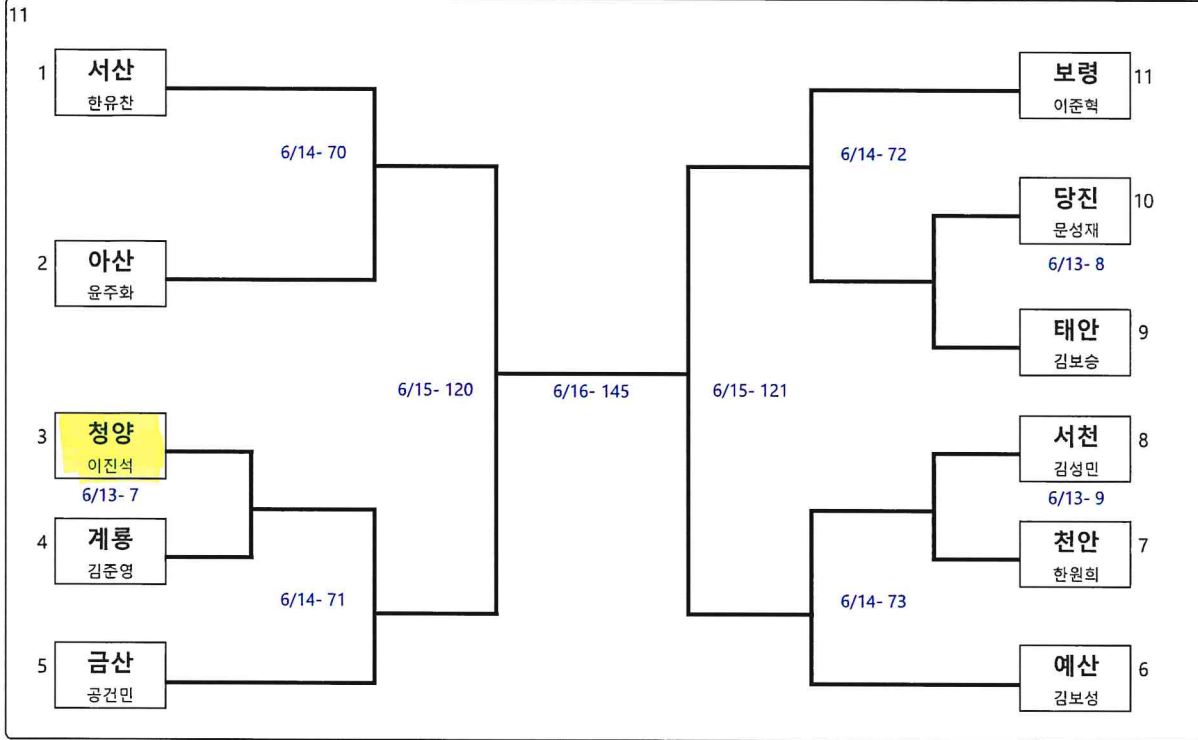 11
1
서산
한유찬
6/14- 70
2
아산
윤주화
3
청양
이진석
6/13- 7
4
계룡
김준영
6/14- 71
5
금산
공건민
6/15- 120
6/16- 145
6/15- 121
보령
이준혁
11
6/14- 72
당진
문성재
10
6/13- 8
태안
김보승
9
서천
김성민
8
6/13- 9
천안
한원희
7
6/14- 73
예산
김보성
6